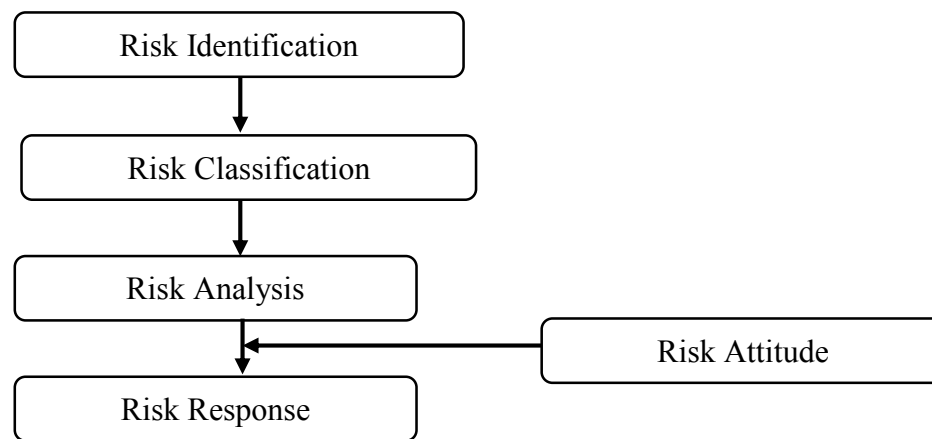 Risk Identification
Risk Classification
Risk Analysis
Risk Attitude
Risk Response